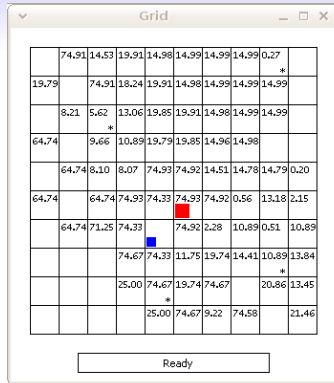 Grid
74.91 14.53 19.91 14.98 14.99 14.99 14.99 0.27
*
19.79 74.91 18.24 19.91 14.98 14.99 14.99 14.99
8.21 5.62 13.06 19.85 19.91 14.98 14.99 14.99
*
64.74 9.66 10.89 19.79 19.85 14.96 14.98
64.74 8.10 8.07 74.93 74.92 14.51 14.78 14.79 0.20
64.74 64.74 74.93 74.33 74.93 74.92 0.56 13.18 2.15
64.74 71.25 74.33 74.92 2.28 10.89 0.51 10.89
74.67 74.33 11.75 19.74 14.41 10.89 13.84
*
25.00 74.67 19.74 74.67 20.86 13.45
*
25.00 74.67 9.22 74.58 21.46
Ready